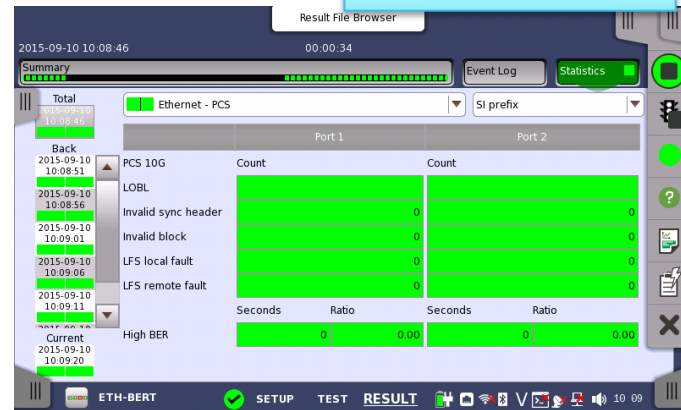 Result File Browser
2015-09-10 10:08:46 00:00:34
Summary
Event Log
Statistics
Total
2015-09-10
10:08:46
Back
2015-09-10
10:08:51
2015-09-10
10:08:56
2015-09-10
10:09:01
2015-09-10
10:09:06
2015-09-10
10:09:11
Current
2015-09-10
10:09:20
Ethernet - PCS SI prefix
Port 1 Port 2
PCS 10G Count Count
LOBL
Invalid sync header 0 0
Invalid block 0 0
LFS local fault 0 0
LFS remote fault 0 0
Seconds Ratio Seconds Ratio
High BER 0 0.00 0 0.00
ETH-BERT SETUP TEST RESULT V 10 09